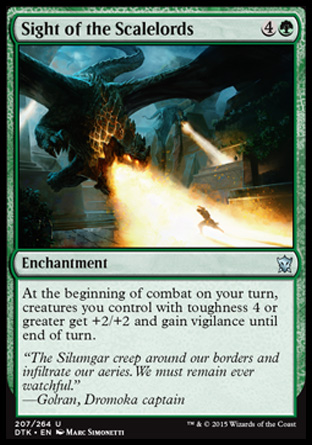 Sight of the Scalelords 4
Enchantment
At the beginning of combat on your turn,
creatures you control with toughness 4 or
greater get +2/+2 and gain vigilance until
end of turn.
“The Silumgar creep around our borders and
infiltrate our aeries. We must remain ever
watchful.”
—Golran, Dromoka captain
207/264 U
DTK • EN Marc Simonetti ™ & © 2015 Wizards of the Coast